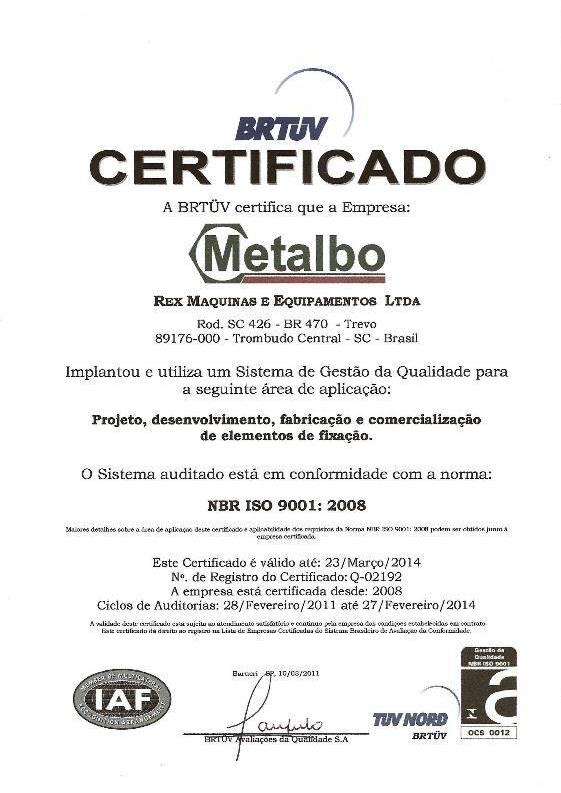 BRTÜV
CERTIFICADO
A BRTÜV certifica que a Empresa:
Metalbo
REX MAQUINAS E EQUIPAMENTOS LTDA
Rod. SC 426 - BR 470 - Trevo
89176-000 - Trombudo Central - SC - Brasil
Implantou e utiliza um Sistema de Gestão da Qualidade para
a seguinte área de aplicação:
Projeto, desenvolvimento, fabricação e comercialização
de elementos de fixação.
O Sistema auditado está em conformidade com a norma:
NBR ISO 9001: 2008
Maiores detalhes sobre a área de aplicação deste certificado e aplicabilidade dos requisitos da Norma NBR ISO 9001: 2008 podem ser obtidos junto à
empresa certificada.
Este Certificado é válido até: 23/Março/2014
Nº. de Registro do Certificado: Q-02192
A empresa está certificada desde: 2008
Ciclos de Auditorias: 28/Fevereiro/2011 até 27/Fevereiro/2014
A validade deste certificado está sujeita ao atendimento satisfatório e contínuo pela empresa das condições estabelecidas em contrato
Este certificado dá direito ao registro na Lista de Empresas Certificadas do Sistema Brasileiro de Avaliação da Conformidade.
Gestão da
Qualidade
NBR ISO 9001
Barueri - SP, 10/03/2011
IAF
TÜV NORD
BRTÜV
BRTÜV Avaliações da Qualidade S.A
OCS 0012